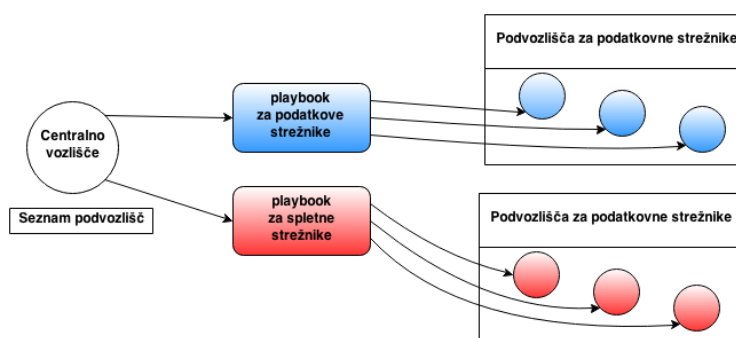 Centralno
vozlišče
Seznam podvozlišč
playbook
za podatkove
strežnike
playbook
za spletne
strežnike
Podvozlišča za podatkovne strežnike
Podvozlišča za podatkovne strežnike